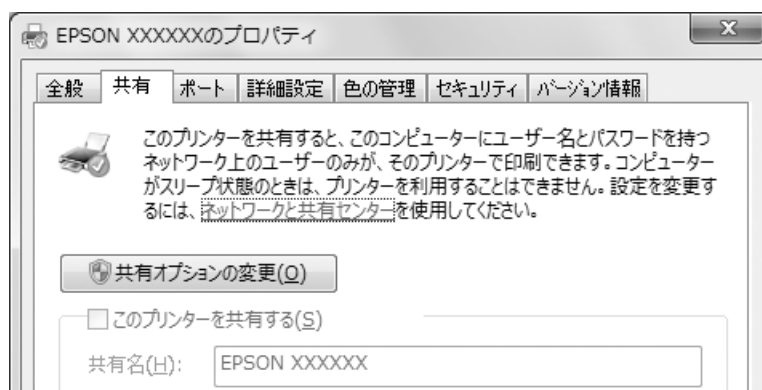 EPSON XXXXXXのプロパティ
全般 共有 ポート 詳細設定 色の管理 セキュリティ バージョン情報
このプリンターを共有すると、このコンピューターにユーザー名とパスワードを持つ
ネットワーク上のユーザーのみが、そのプリンターで印刷できます。コンピューター
がスリープ状態のときは、プリンターを利用することはできません。設定を変更す
るには、ネットワークと共有センターを使用してください。
共有オプションの変更(O)
このプリンターを共有する(S)
共有名(H): EPSON XXXXXX